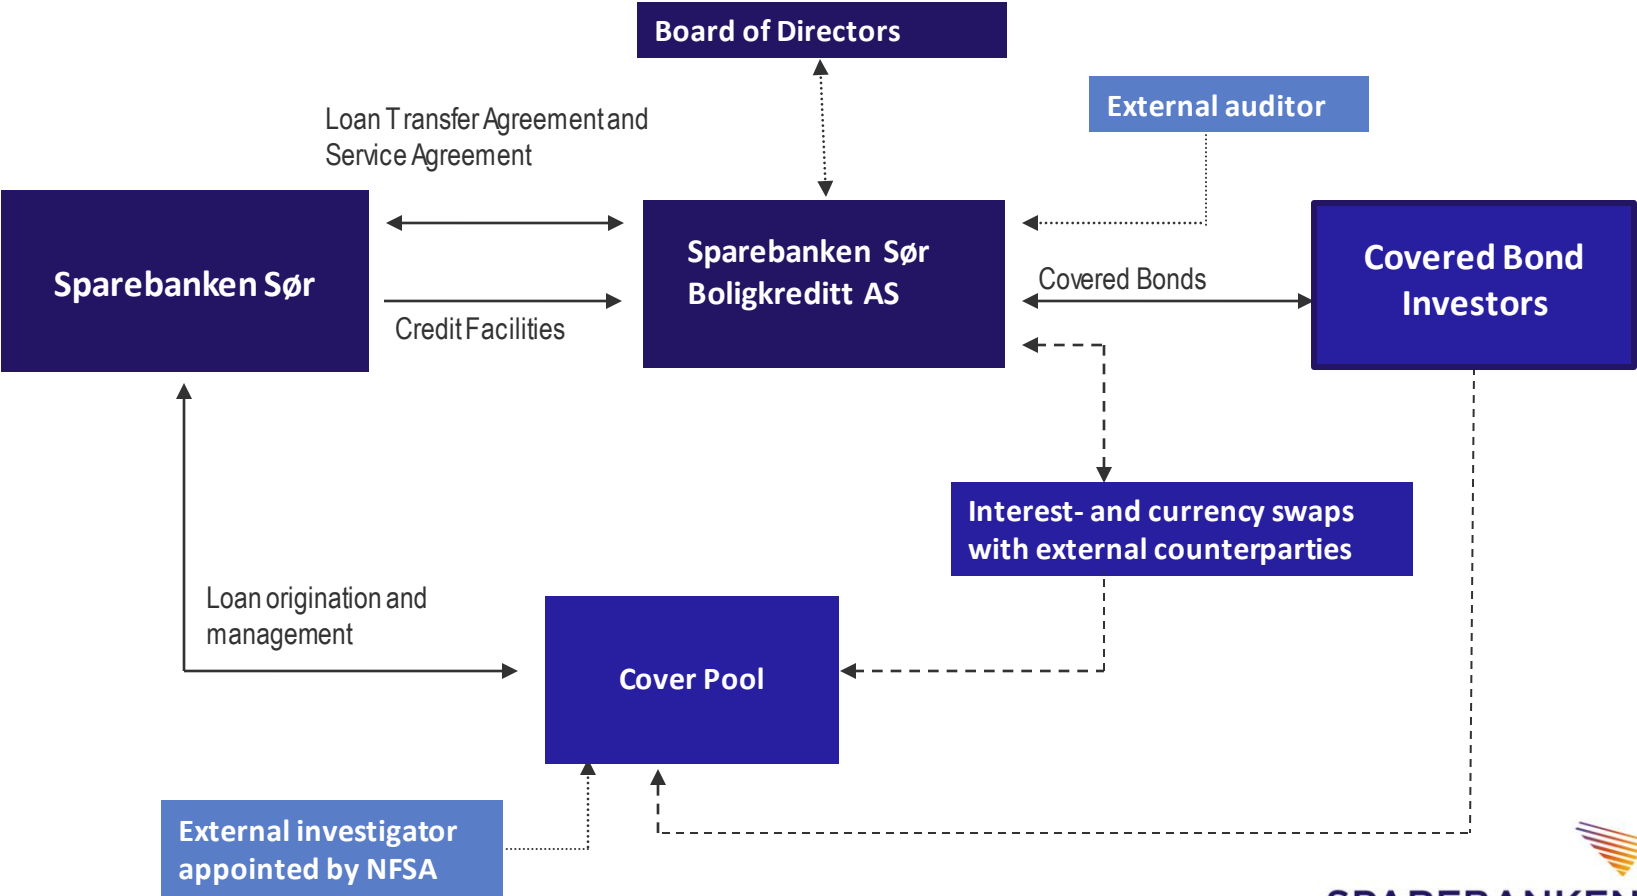 Board of Directors
External auditor
Loan Transfer Agreement and
Service Agreement
Sparebanken Sør
Sparebanken Sør
Boligkreditt AS
Covered Bonds
Covered Bond
Investors
Credit Facilities
Interest- and currency swaps
with external counterparties
Loan origination and
management
Cover Pool
External investigator
appointed by NFSA